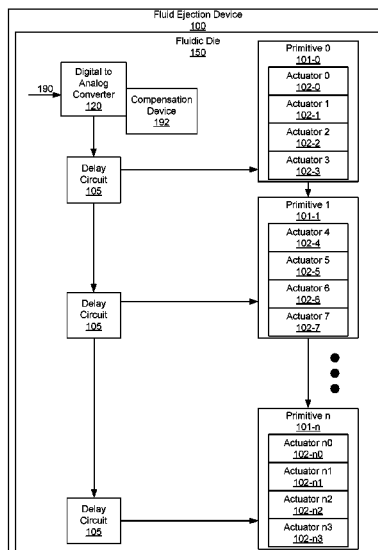 Fluid Ejection Device
100
Fluidic Die
150
190
Digital to
Analog
Converter
120
Compensation
Device
192
Delay
Circuit
105
Primitive 0
101-0
Actuator 0
102-0
Actuator 1
102-1
Actuator 2
102-2
Actuator 3
102-3
Delay
Circuit
105
Primitive 1
101-1
Actuator 4
102-4
Actuator 5
102-5
Actuator 6
102-6
Actuator 7
102-7
Delay
Circuit
105
Primitive n
101-n
Actuator n0
102-n0
Actuator n1
102-n1
Actuator n2
102-n2
Actuator n3
102-n3